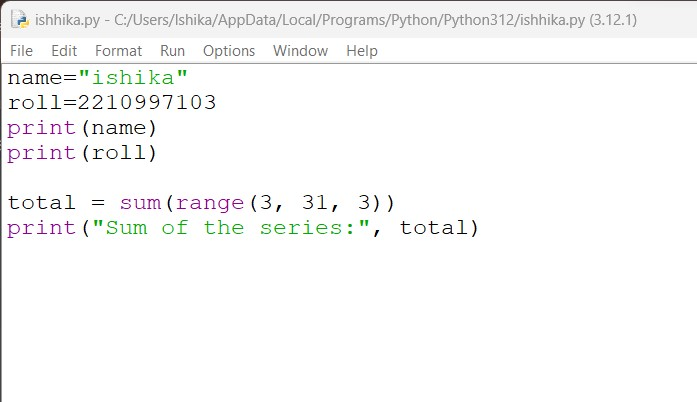 ishhika.py - C:/Users/Ishika/AppData/Local/Programs/Python/Python312/ishhika.py (3.12.1)
File Edit Format Run Options Window Help
name="ishika"
roll=2210997103
print(name)
print(roll)
total = sum(range(3, 31, 3))
print("Sum of the series:", total)